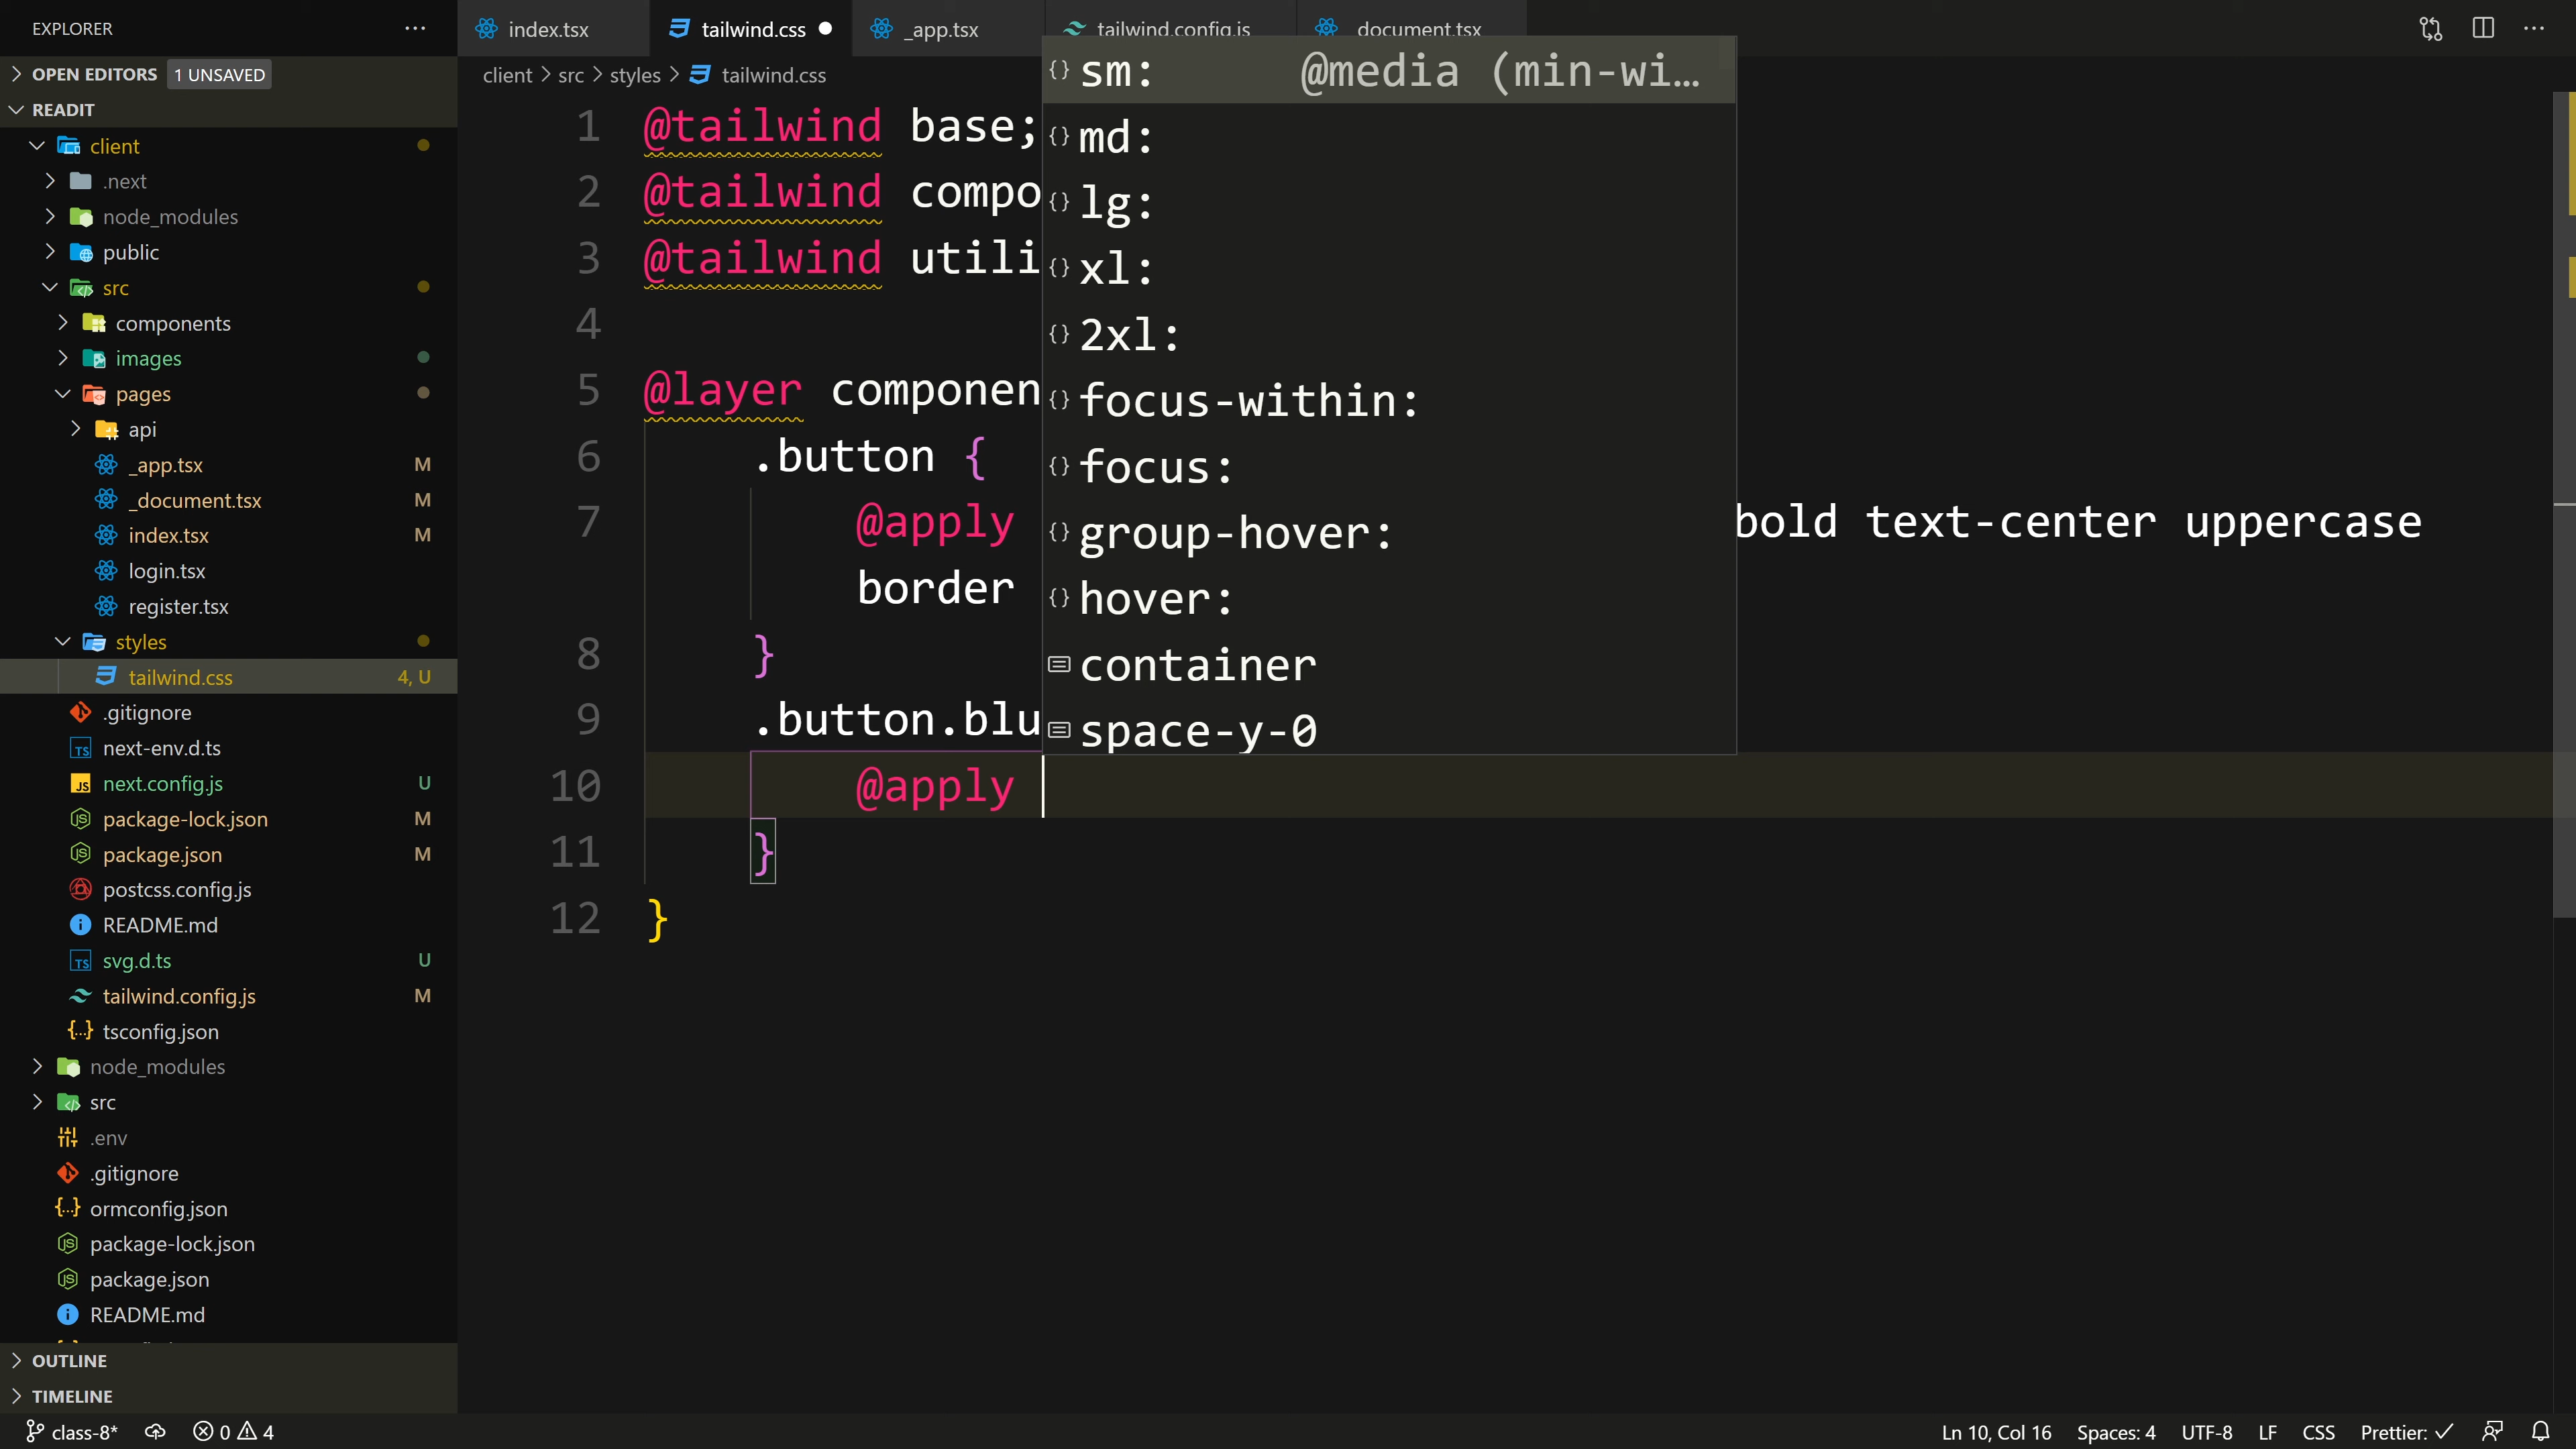 EXPLORER
OPEN EDITORS 1 UNSAVED
READIT
client
.next
node_modules
public
src
components
images
pages
api
_app.tsx M
_document.tsx M
index.tsx M
login.tsx
register.tsx
styles
tailwind.css 4, U
.gitignore
next-env.d.ts
next.config.js U
package-lock.json M
package.json M
postcss.config.js
README.md
svg.d.ts U
tailwind.config.js M
tsconfig.json
node_modules
src
.env
.gitignore
ormconfig.json
package-lock.json
package.json
README.md
OUTLINE
TIMELINE
index.tsx tailwind.css _app.tsx tailwind.config.js document.tsx
client > src > styles > tailwind.css
1 @tailwind base;
2 @tailwind compo
3 @tailwind utili
4
5 @layer componen
6 .button {
7 @apply bold text-center uppercase
border
8 }
9 .button.blu
10 @apply
11 }
12 }
sm: @media (min-wi…
md:
lg:
xl:
2xl:
focus-within:
focus:
group-hover:
hover:
container
space-y-0
class-8* 0 4 Ln 10, Col 16 Spaces: 4 UTF-8 LF CSS Prettier: ✓